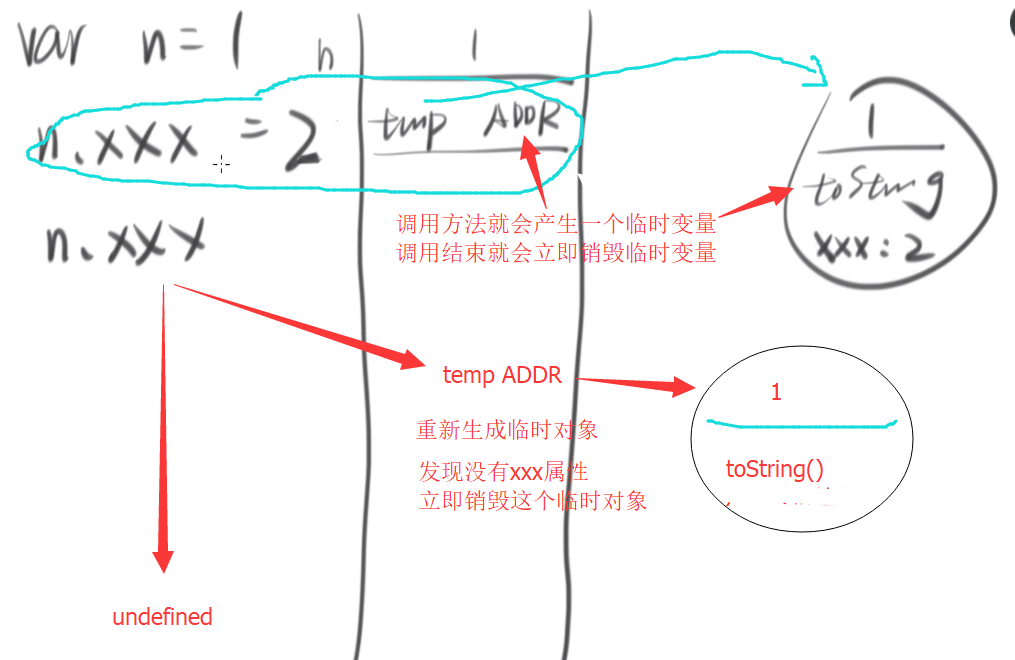 var n = 1
n 1
n.xxx = 2
tmp ADDR
1
toString
xxx : 2
n.xxx
调用方法就会产生一个临时变量
调用结束就会立即销毁临时变量
temp ADDR
1
重新生成临时对象
toString()
发现没有xxx属性
立即销毁这个临时对象
undefined